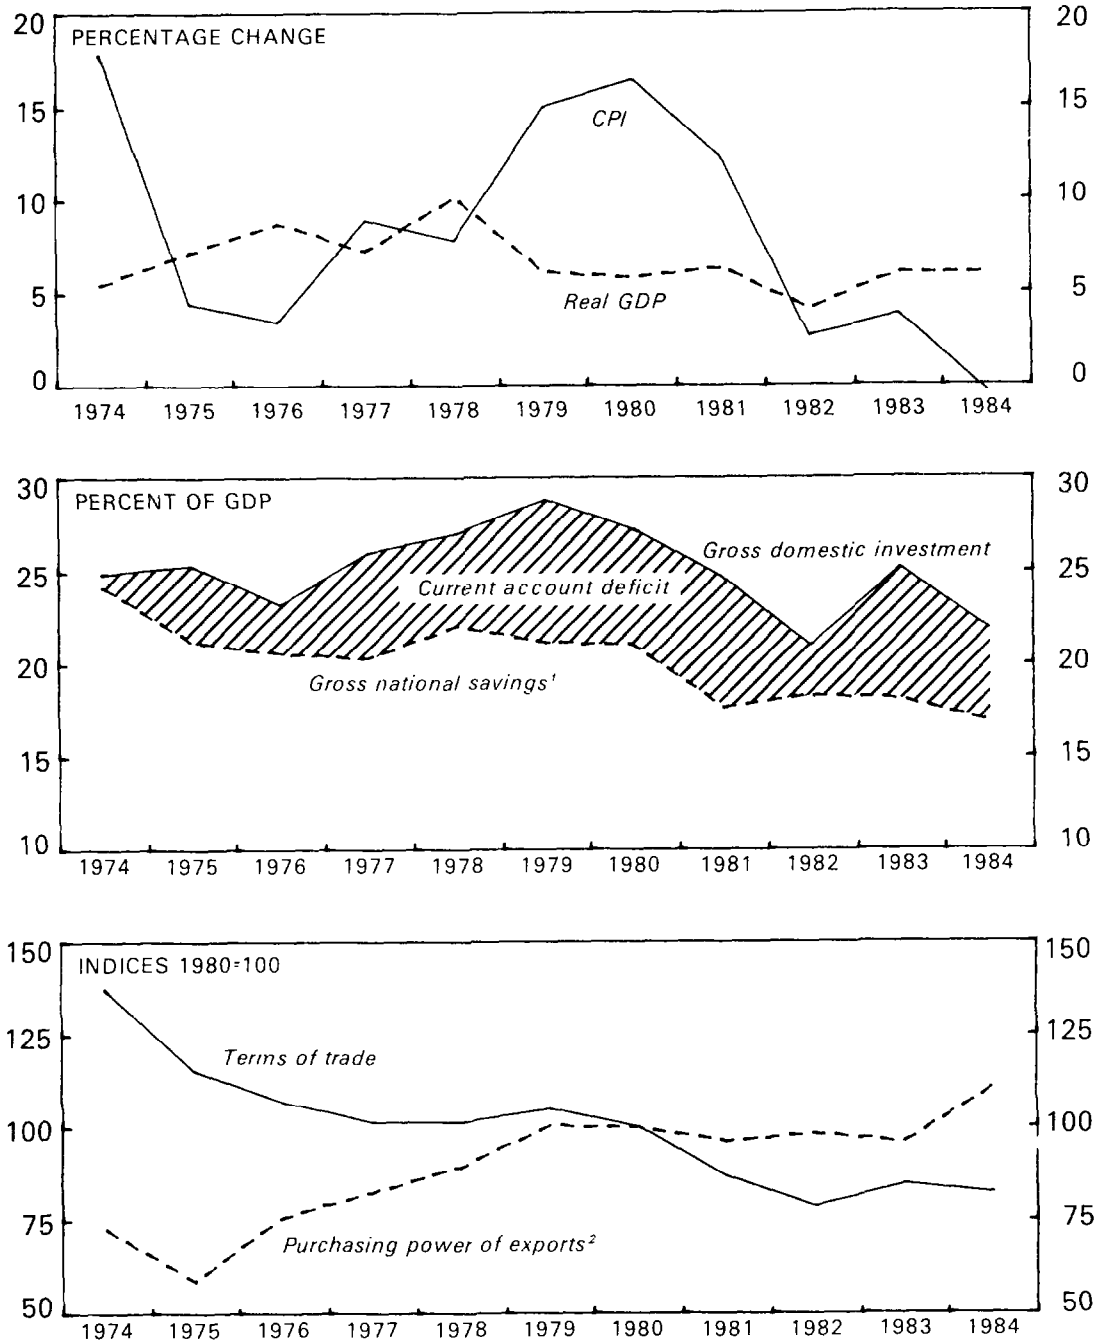 20 20
PERCENTAGE CHANGE
CPI
15 15
10 10
5 Real GDP 5
0 0
1974 1975 1976 1977 1978 1979 1980 1981 1982 1983 1984
30 30
PERCENT OF GDP
Gross domestic investment
25 Current account deficit 25
20 20
Gross national savings¹
15 15
10 10
1974 1975 1976 1977 1978 1979 1980 1981 1982 1983 1984
150 150
INDICES 1980=100
125 125
Terms of trade
100 100
75 75
Purchasing power of exports²
50 50
1974 1975 1976 1977 1978 1979 1980 1981 1982 1983 1984